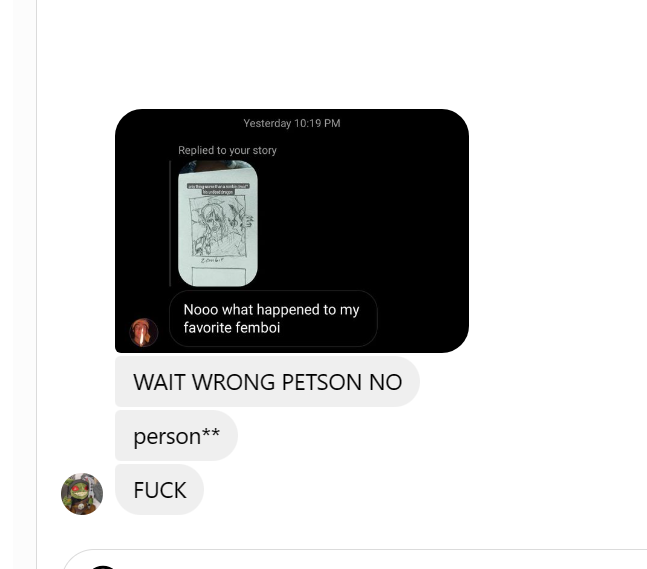 Yesterday 10:19 PM
Replied to your story
zombie
Nooo what happened to my
favorite femboi
WAIT WRONG PETSON NO
person**
FUCK